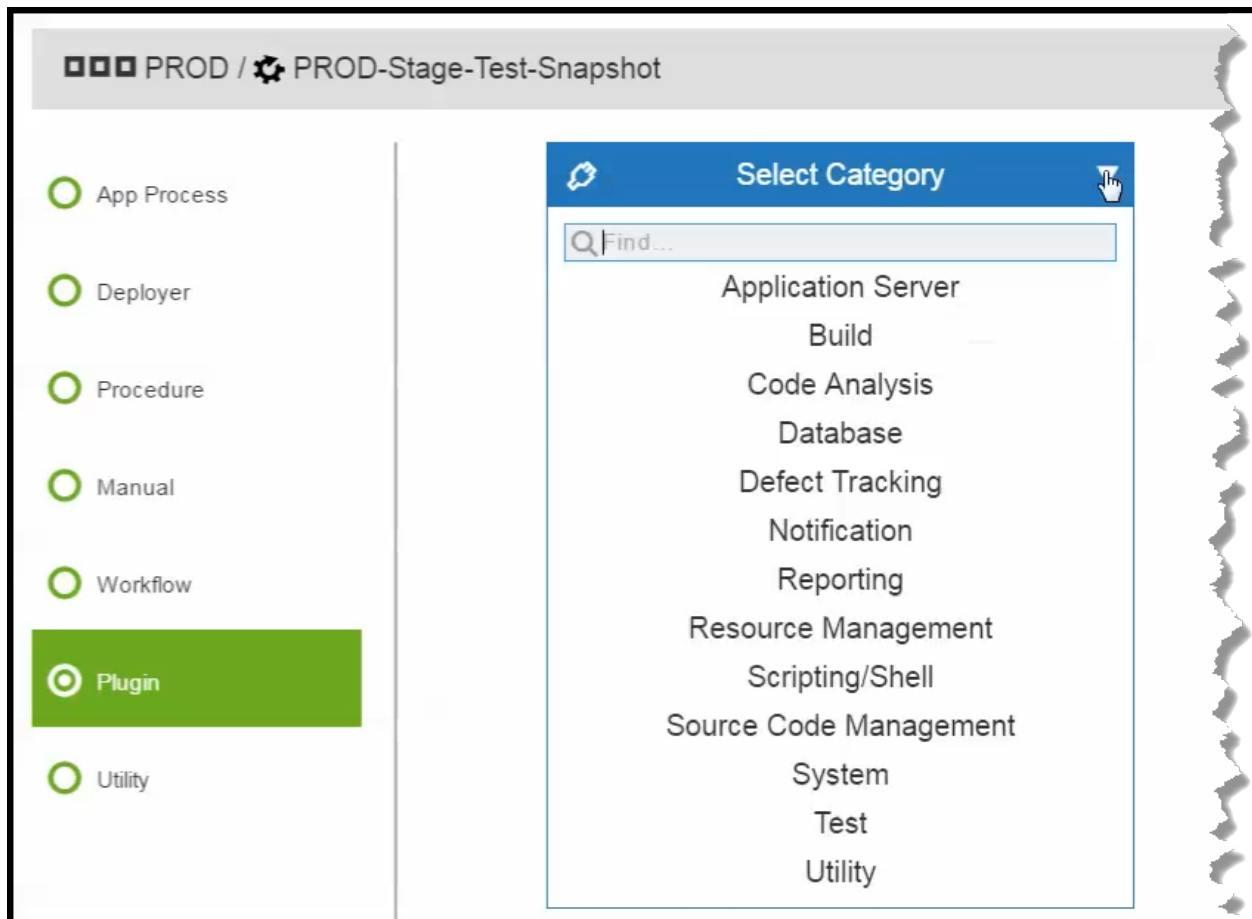 PROD / PROD-Stage-Test-Snapshot
App Process
Deployer
Procedure
Manual
Workflow
Plugin
Utility
Select Category
Find...
Application Server
Build
Code Analysis
Database
Defect Tracking
Notification
Reporting
Resource Management
Scripting/Shell
Source Code Management
System
Test
Utility